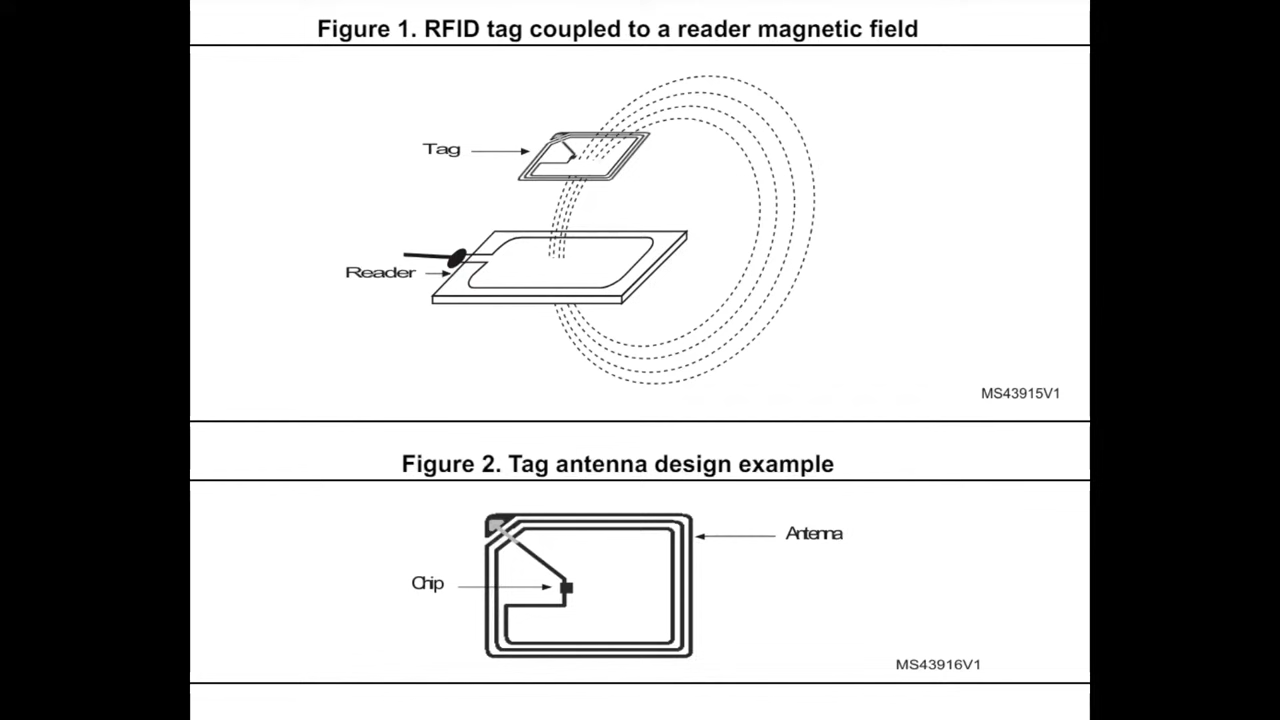 Figure 1. RFID tag coupled to a reader magnetic field
Tag
Reader
MS43915V1
Figure 2. Tag antenna design example
Antenna
Chip
MS43916V1